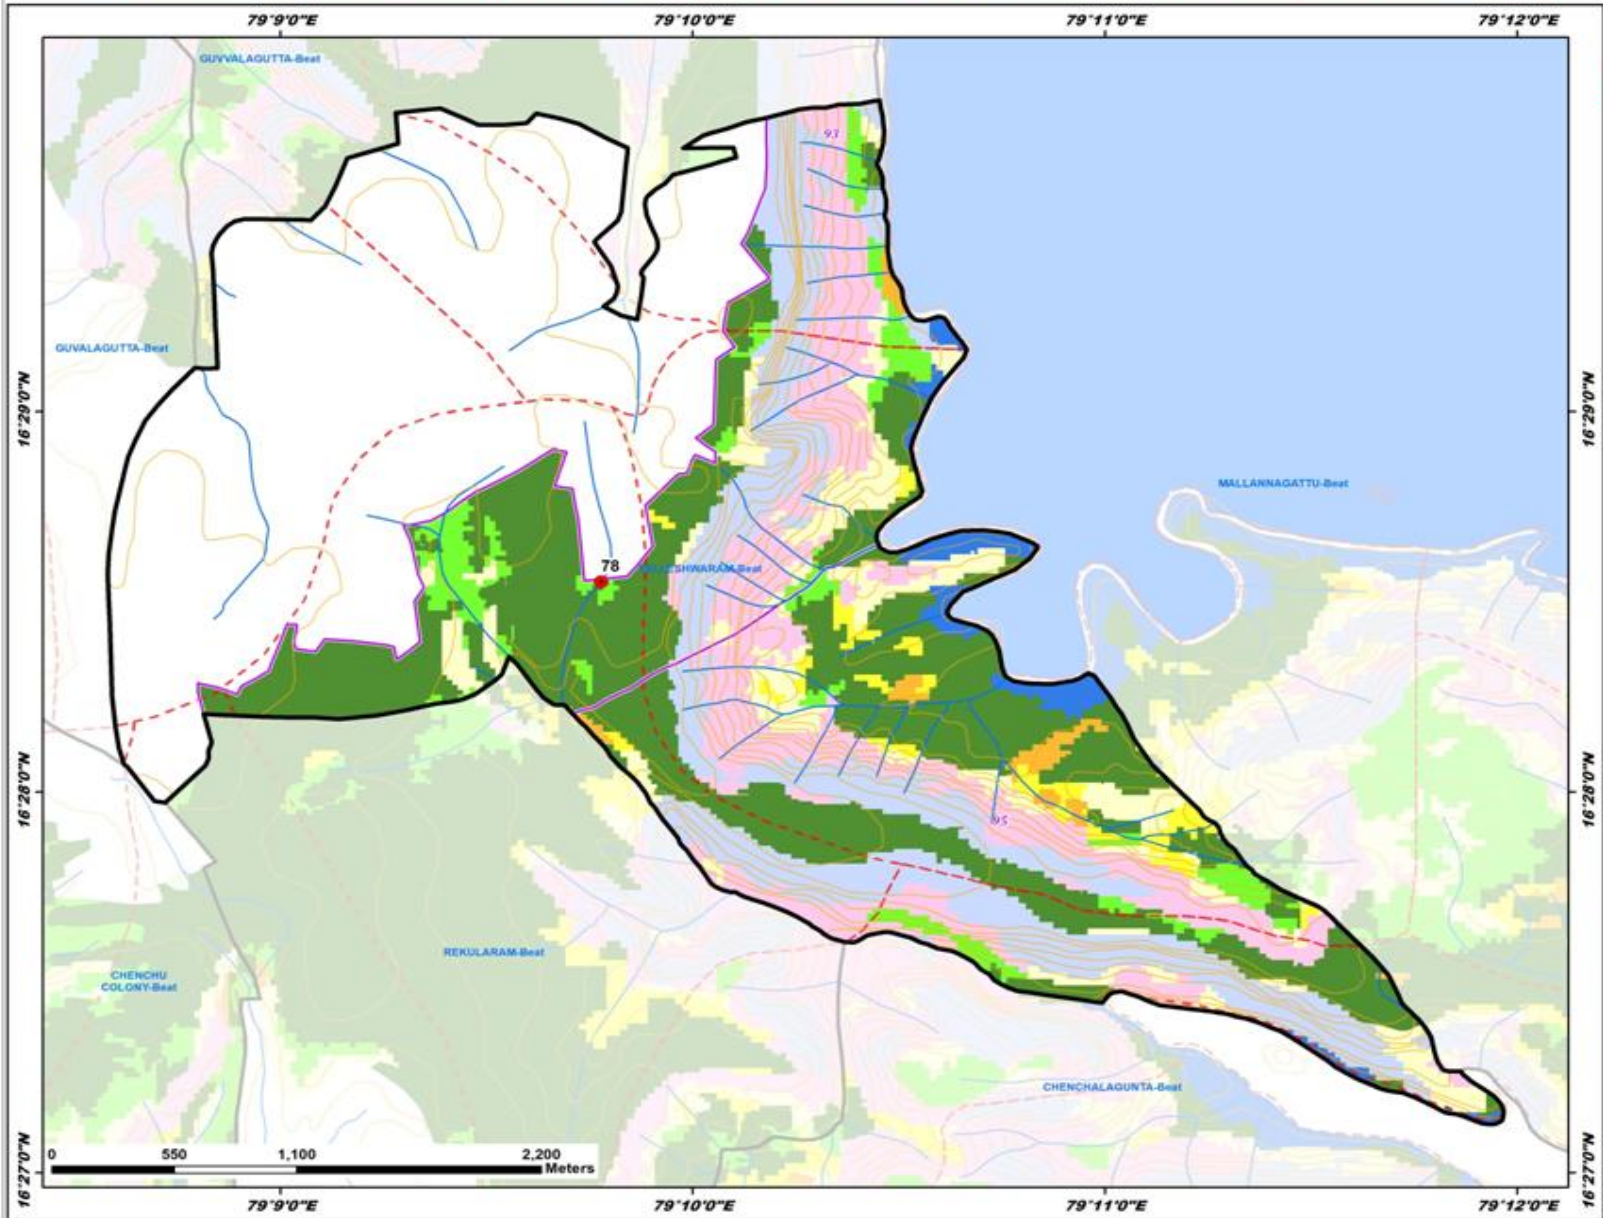 79°9'0"E 79°10'0"E 79°11'0"E 79°12'0"E
GUVVALAGUTTA-Beat
93
GUVALAGUTTA-Beat
16°29'0"N 16°29'0"N
MALLANNAGATTU-Beat
78
ESHWARAM-Beat
16°28'0"N 16°28'0"N
95
REKULARAM-Beat
CHENCHU
COLONY-Beat
CHENCHALAGUNTA-Beat
0 550 1,100 2,200
Meters
16°27'0"N 16°27'0"N
79°9'0"E 79°10'0"E 79°11'0"E 79°12'0"E